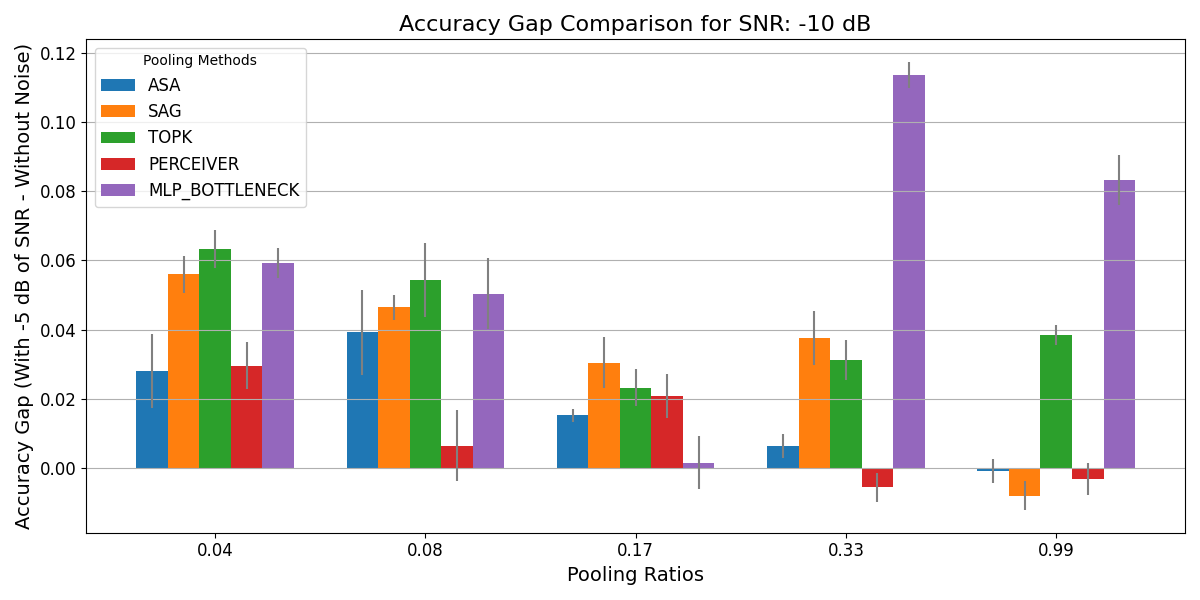 Accuracy Gap Comparison for SNR: -10 dB
Accuracy Gap (With -5 dB of SNR - Without Noise)
0.12
0.10
0.08
0.06
0.04
0.02
0.00
Pooling Methods
ASA
SAG
TOPK
PERCEIVER
MLP_BOTTLENECK
0.04 0.08 0.17 0.33 0.99
Pooling Ratios